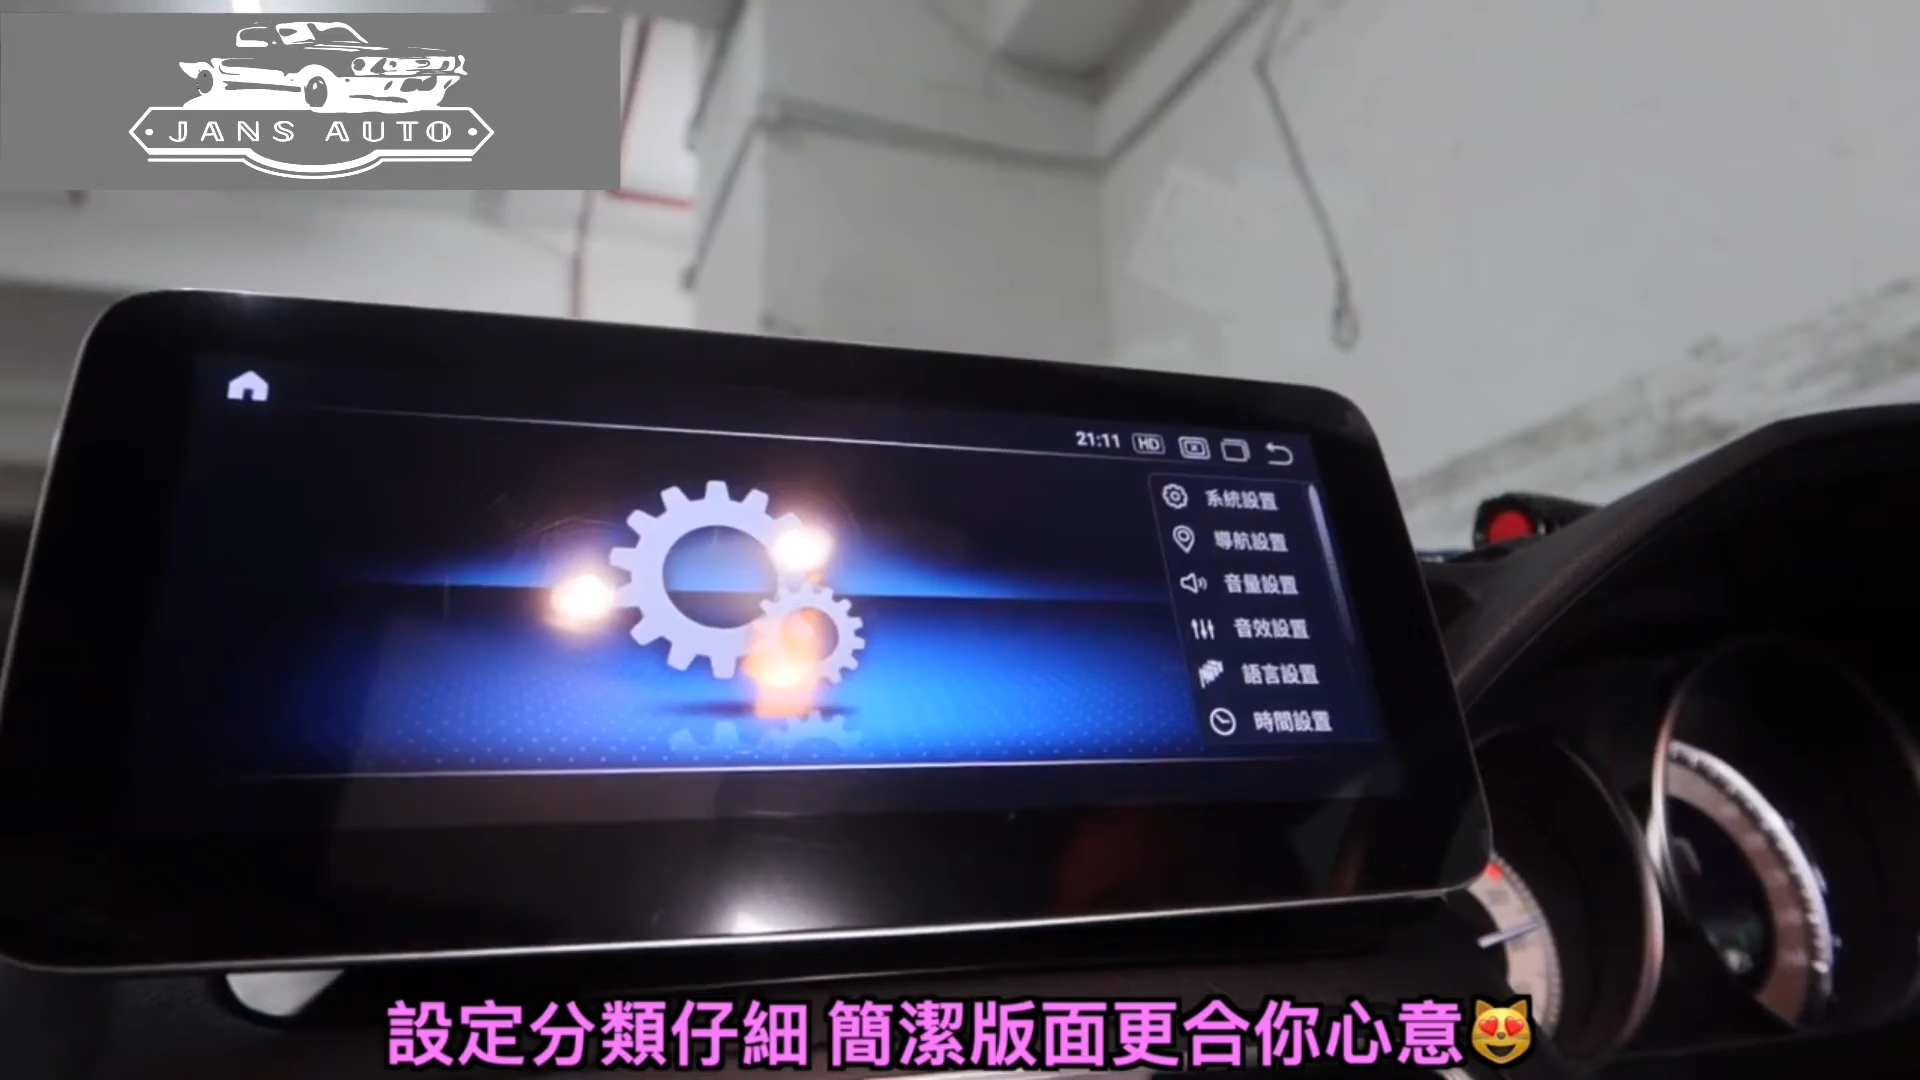 JANS AUTO
21:11 HD
系統設置
導航設置
音量設置
音效設置
語言設置
時間設置
設定分類仔細 簡潔版面更合你心意😻